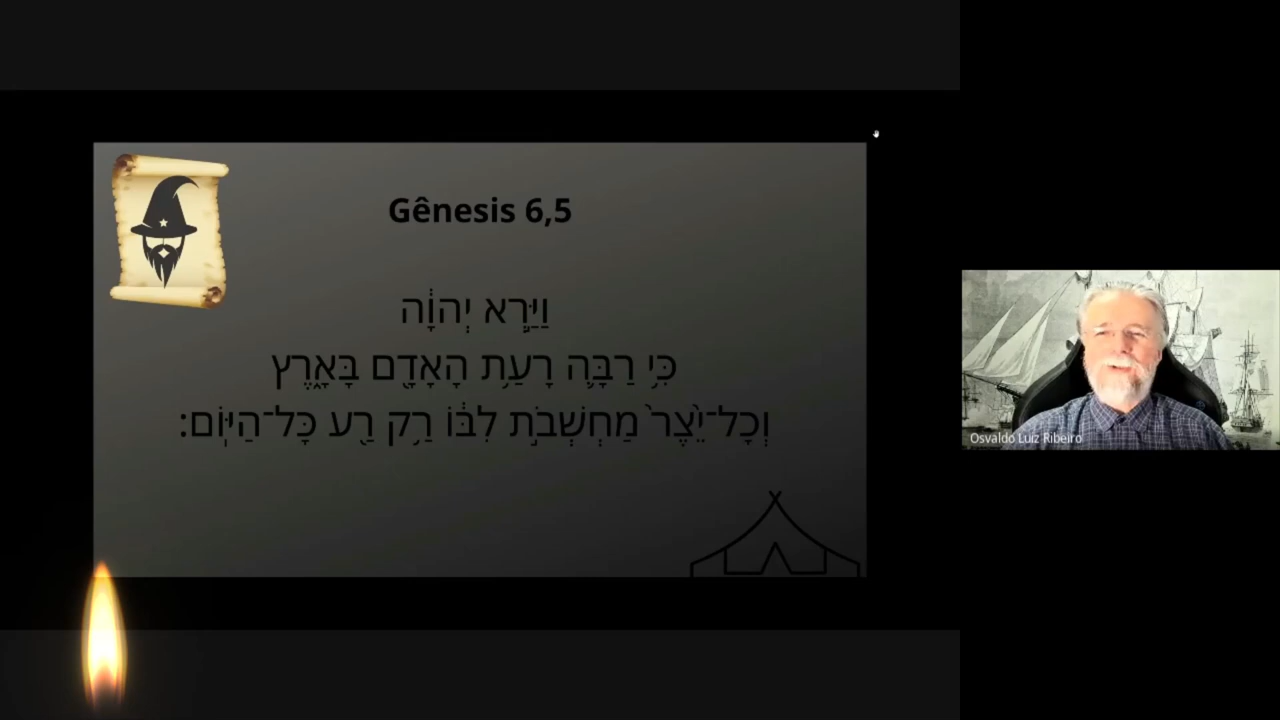 Gênesis 6,5
וַיַּ֣רְא יְהוָ֔ה
כִּ֥י רַבָּ֛ה רָעַ֥ת הָאָדָ֖ם בָּאָ֑רֶץ
וְכָל־יֵ֙צֶר֙ מַחְשְׁבֹ֣ת לִבּ֔וֹ רַ֥ק רַ֖ע כָּל־הַיּֽוֹם׃
Osvaldo Luiz Ribeiro